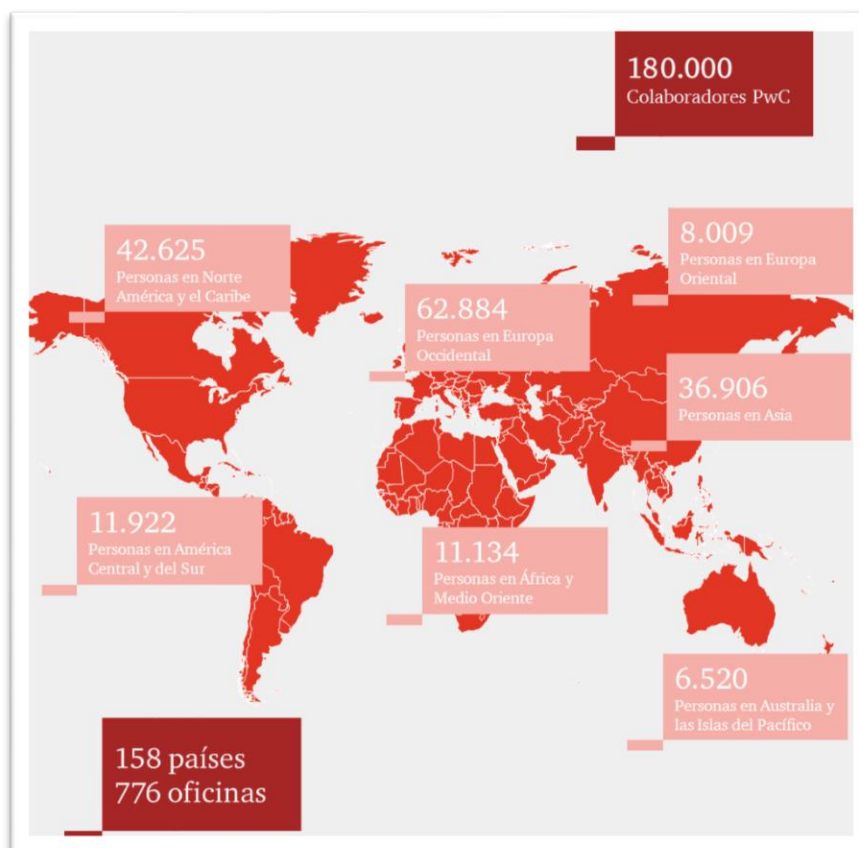 180.000
Colaboradores PwC
42.625
Personas en Norte
América y el Caribe
8.009
Personas en Europa
Oriental
62.884
Personas en Europa
Occidental
36.906
Personas en Asia
11.922
Personas en América
Central y del Sur
11.134
Personas en África y
Medio Oriente
6.520
Personas en Australia y
las Islas del Pacífico
158 países
776 oficinas